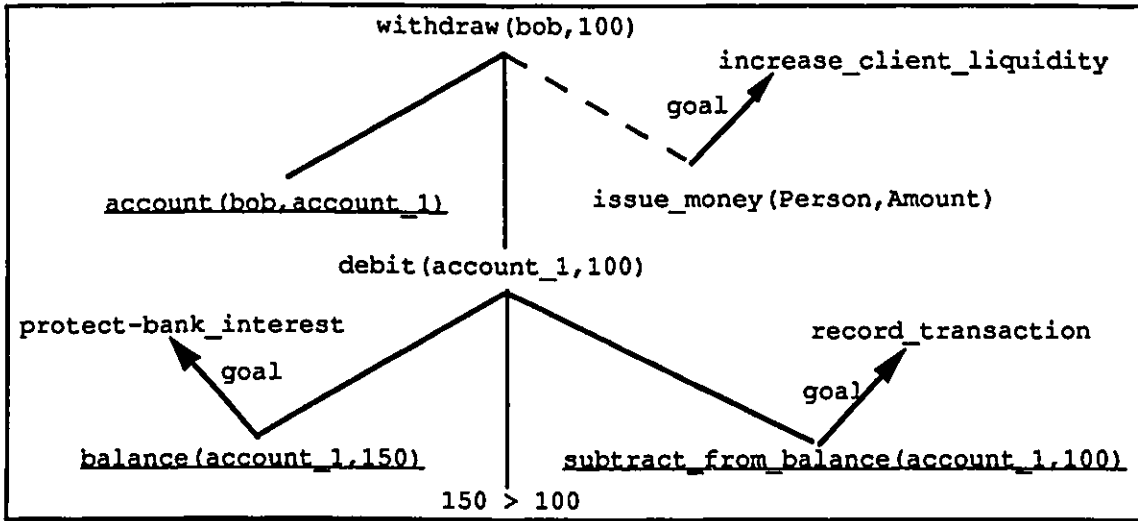 withdraw(bob,100)
increase_client_liquidity
goal
account(bob,account_1)
issue_money(Person,Amount)
debit(account_1,100)
protect-bank_interest
record_transaction
goal
goal
balance(account_1,150)
subtract_from_balance(account_1,100)
150 > 100